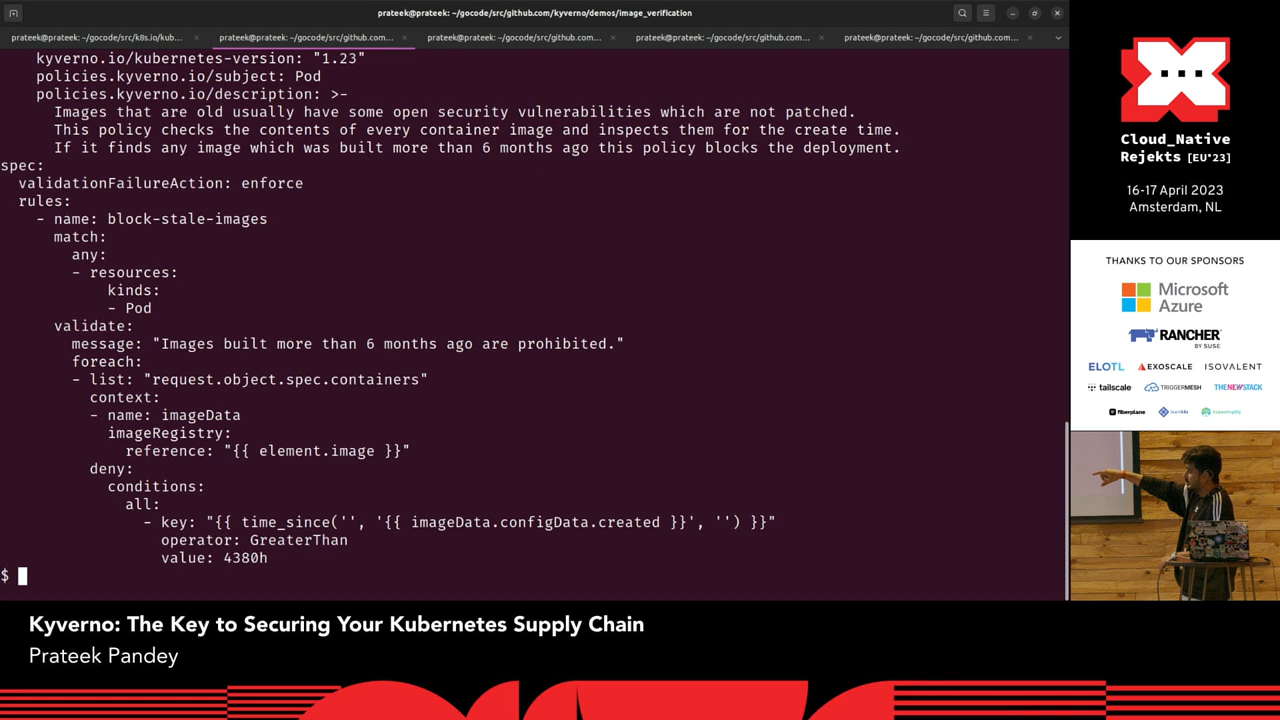 prateek@prateek: ~/gocode/src/github.com/kyverno/demos/image_verification
prateek@prateek: ~/gocode/src/k8s.io/kub...
prateek@prateek: ~/gocode/src/github.com...
prateek@prateek: ~/gocode/src/github.com...
prateek@prateek: ~/gocode/src/github.com...
prateek@prateek: ~/gocode/src/github.com...
kyverno.io/kubernetes-version: "1.23"
policies.kyverno.io/subject: Pod
policies.kyverno.io/description: >-
Images that are old usually have some open security vulnerabilities which are not patched.
This policy checks the contents of every container image and inspects them for the create time.
If it finds any image which was built more than 6 months ago this policy blocks the deployment.
spec:
validationFailureAction: enforce
rules:
- name: block-stale-images
match:
any:
- resources:
kinds:
- Pod
validate:
message: "Images built more than 6 months ago are prohibited."
foreach:
- list: "request.object.spec.containers"
context:
- name: imageData
imageRegistry:
reference: "{{ element.image }}"
deny:
conditions:
all:
- key: "{{ time_since('', '{{ imageData.configData.created }}', '') }}"
operator: GreaterThan
value: 4380h
$
Cloud_Native
Rejekts [EU'23]
16-17 April 2023
Amsterdam, NL
THANKS TO OUR SPONSORS
Microsoft
Azure
RANCHER
BY SUSE
ELOTL
EXOSCALE
ISOVALENT
tailscale
TRIGGERMESH
THENEWSTACK
fiberplane
kubesimplify
Kyverno: The Key to Securing Your Kubernetes Supply Chain
Prateek Pandey